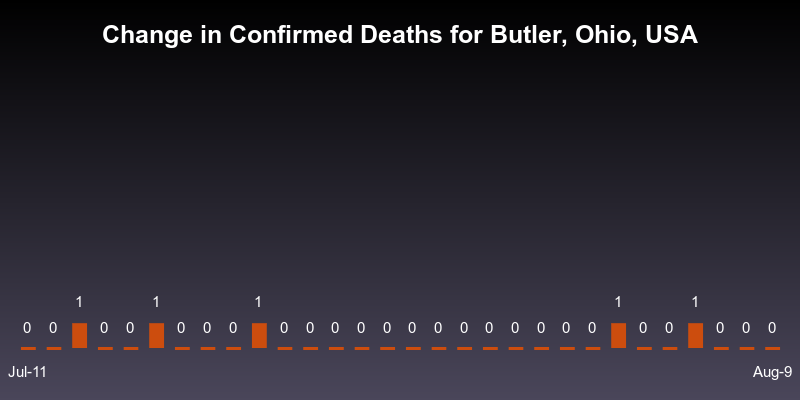 Change in Confirmed Deaths for Butler, Ohio, USA
1 1 1 1 1
0 0 0 0 0 0 0 0 0 0 0 0 0 0 0 0 0 0 0 0 0 0 0 0 0
Jul-11 Aug-9